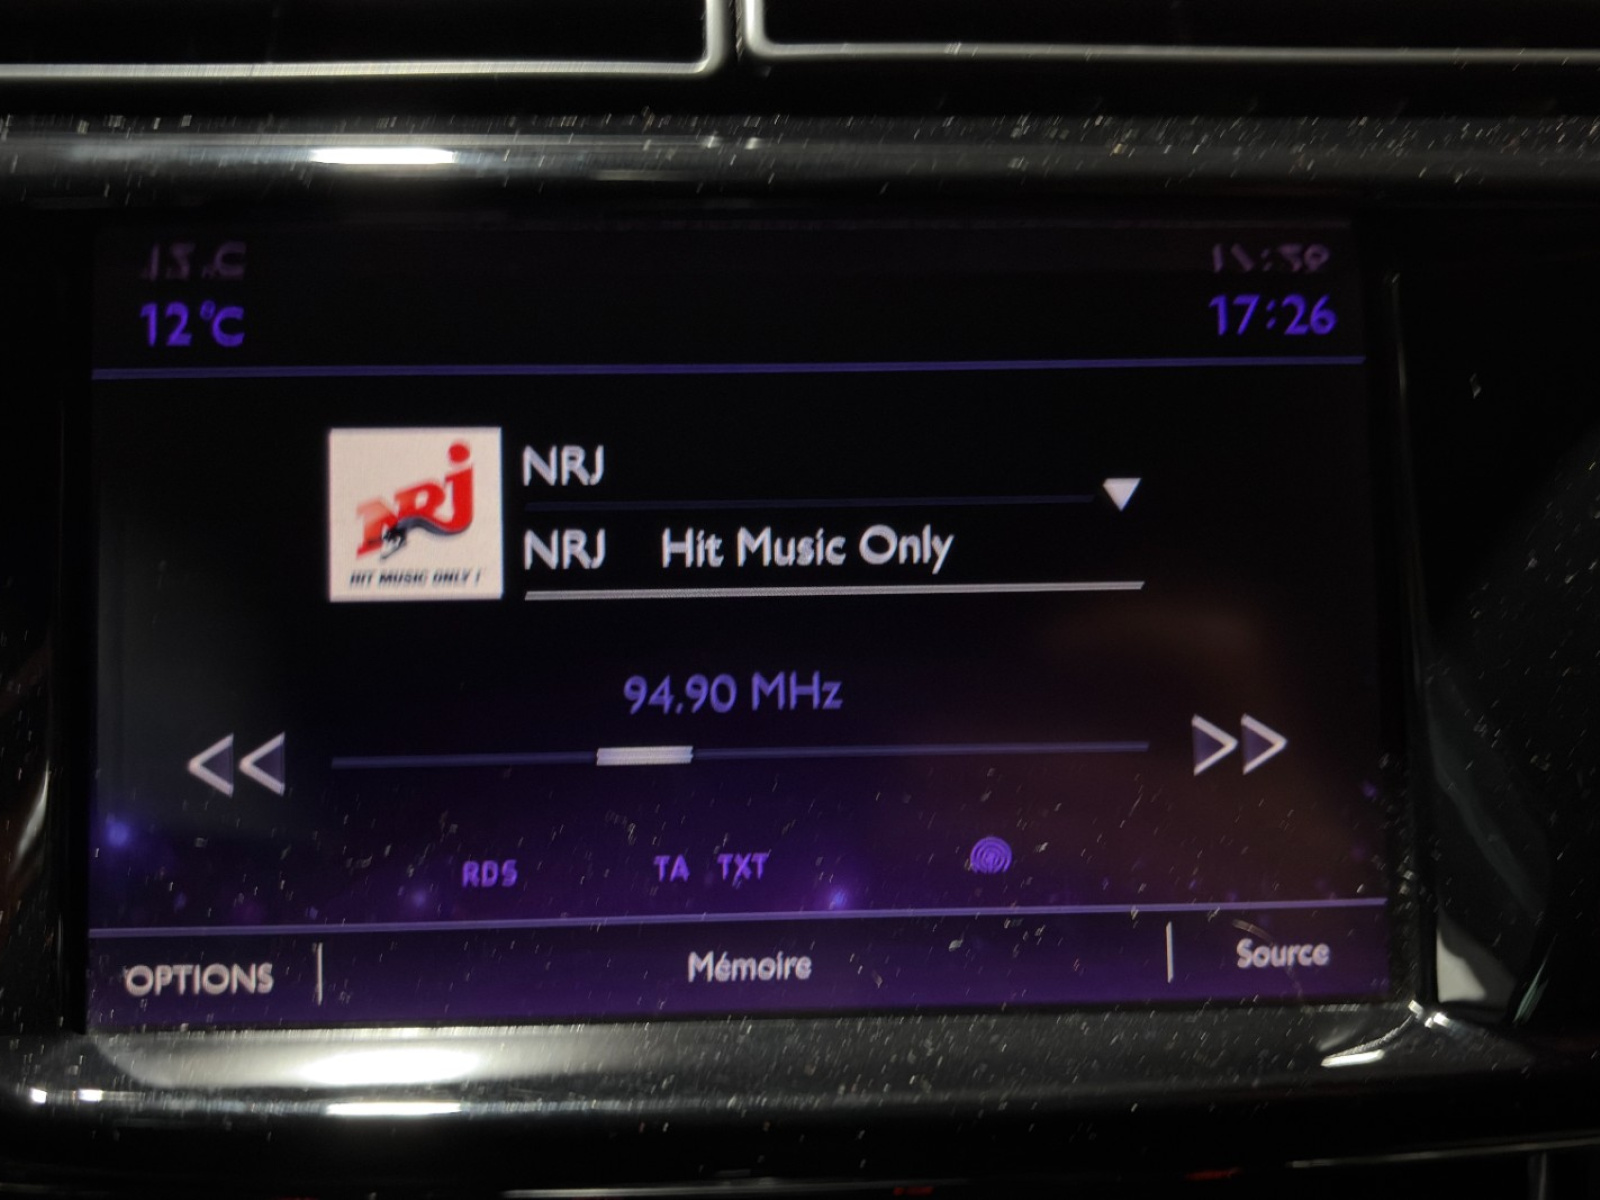 12°C
17:26
NRJ
HIT MUSIC ONLY !
NRJ
NRJ Hit Music Only
94.90 MHz
RDS TA TXT
OPTIONS Mémoire Source